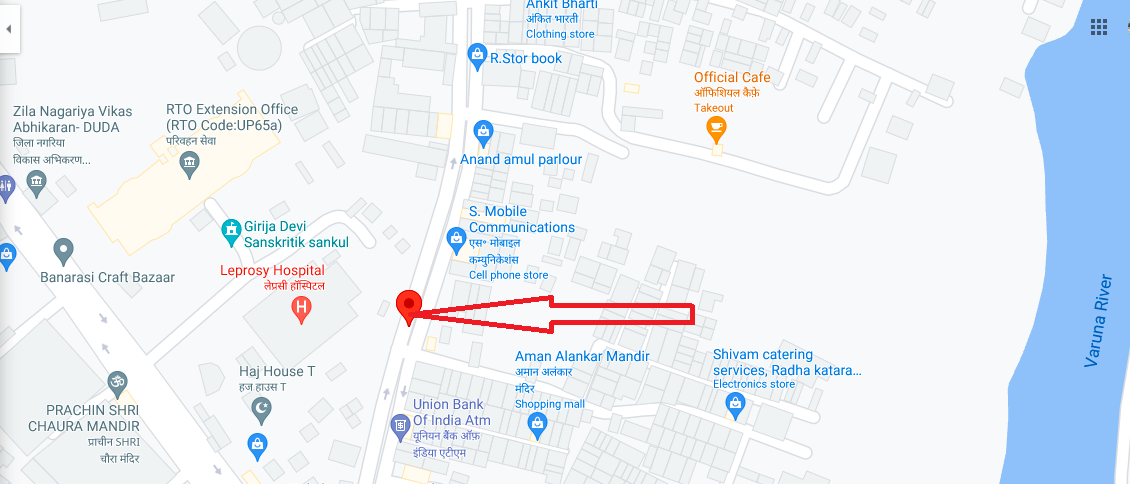 Ankit Bharti
अंकित भारती
Clothing store
R.Stor book
Official Cafe
ऑफिशियल कैफ़े
Takeout
Zila Nagariya Vikas
Abhikaran- DUDA
जिला नगरिया
विकास अभिकरण...
RTO Extension Office
(RTO Code:UP65a)
परिवहन सेवा
Anand amul parlour
S. Mobile
Communications
एस॰ मोबाइल
कम्युनिकेशंस
Cell phone store
Girija Devi
Sanskritik sankul
Banarasi Craft Bazaar
Leprosy Hospital
लेप्रसी हॉस्पिटल
H
Varuna River
Aman Alankar Mandir
अमान अलंकार
मंदिर
Shopping mall
Shivam catering
services, Radha katara...
Electronics store
Haj House T
हज हाउस T
ॐ
PRACHIN SHRI
CHAURA MANDIR
प्राचीन SHRI
चौरा मंदिर
Union Bank
Of India Atm
यूनियन बैंक ऑफ़
इंडिया एटीएम